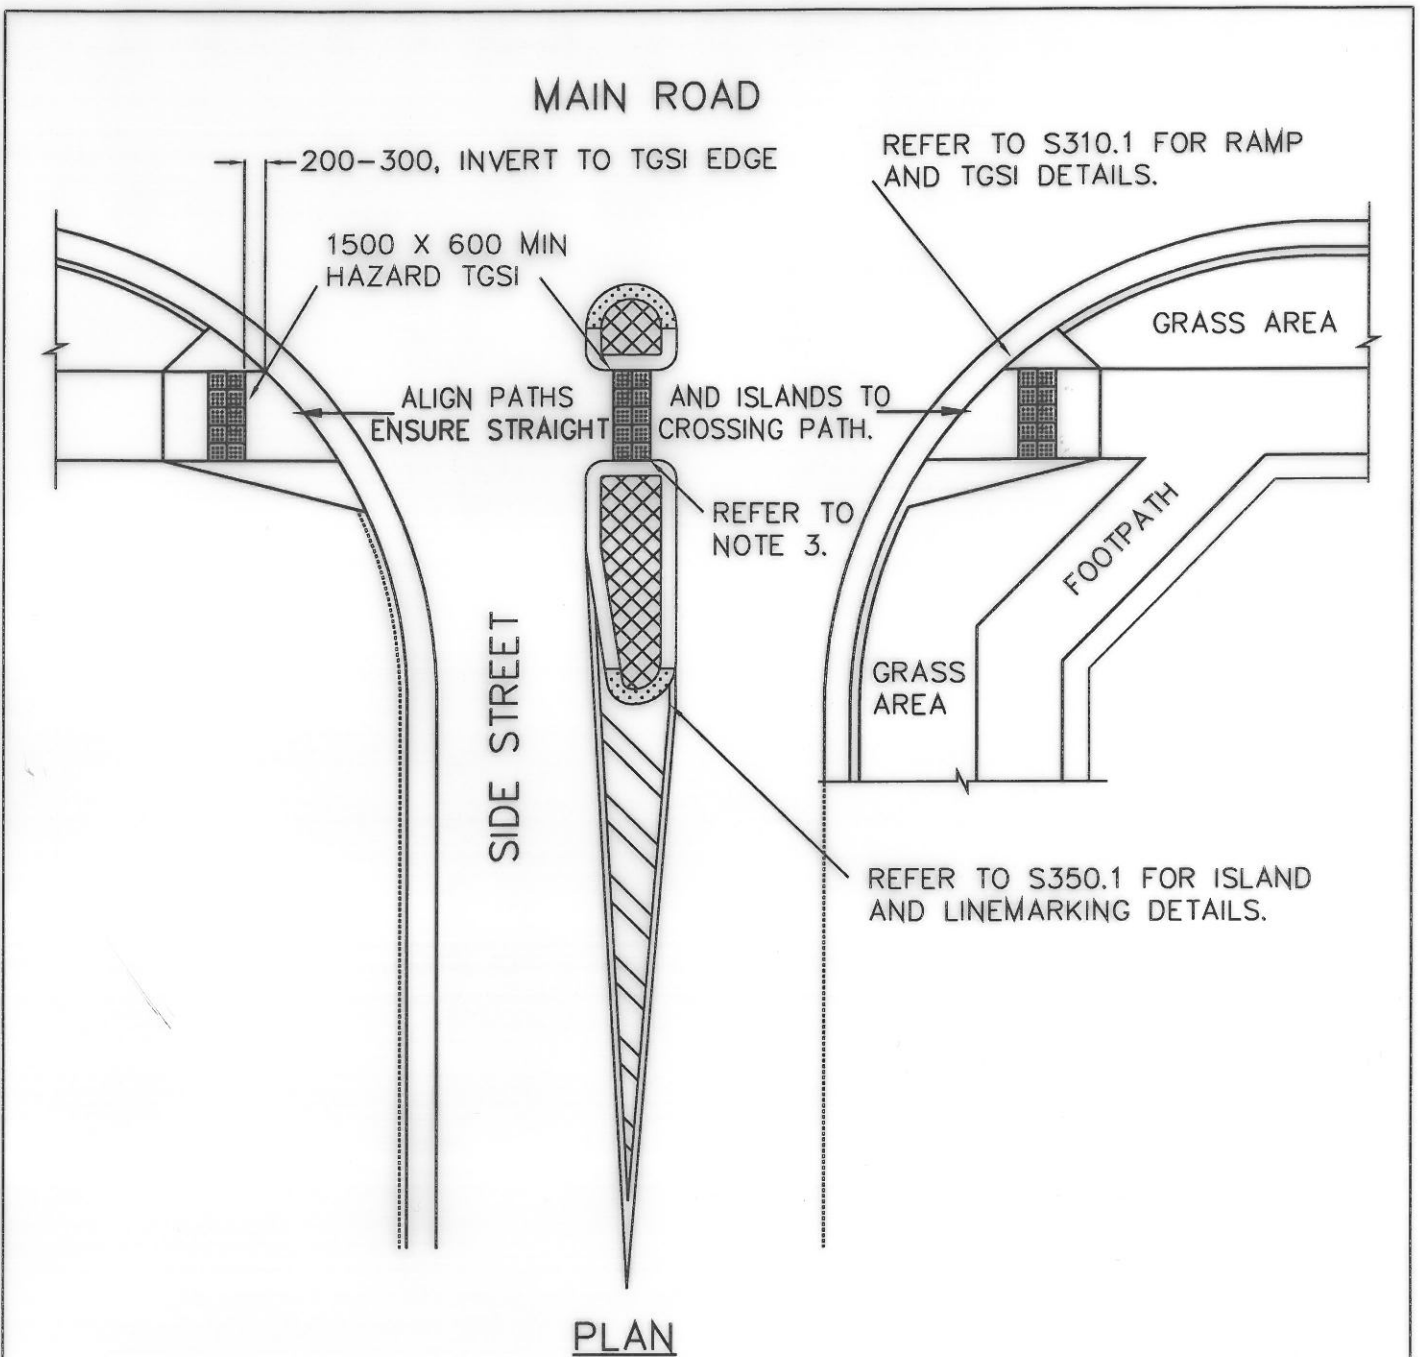 MAIN ROAD
200-300, INVERT TO TGSI EDGE
REFER TO S310.1 FOR RAMP
AND TGSI DETAILS.
1500 X 600 MIN
HAZARD TGSI
GRASS AREA
ALIGN PATHS AND ISLANDS TO
ENSURE STRAIGHT CROSSING PATH.
REFER TO
NOTE 3.
FOOTPATH
SIDE STREET
GRASS
AREA
REFER TO S350.1 FOR ISLAND
AND LINEMARKING DETAILS.
PLAN